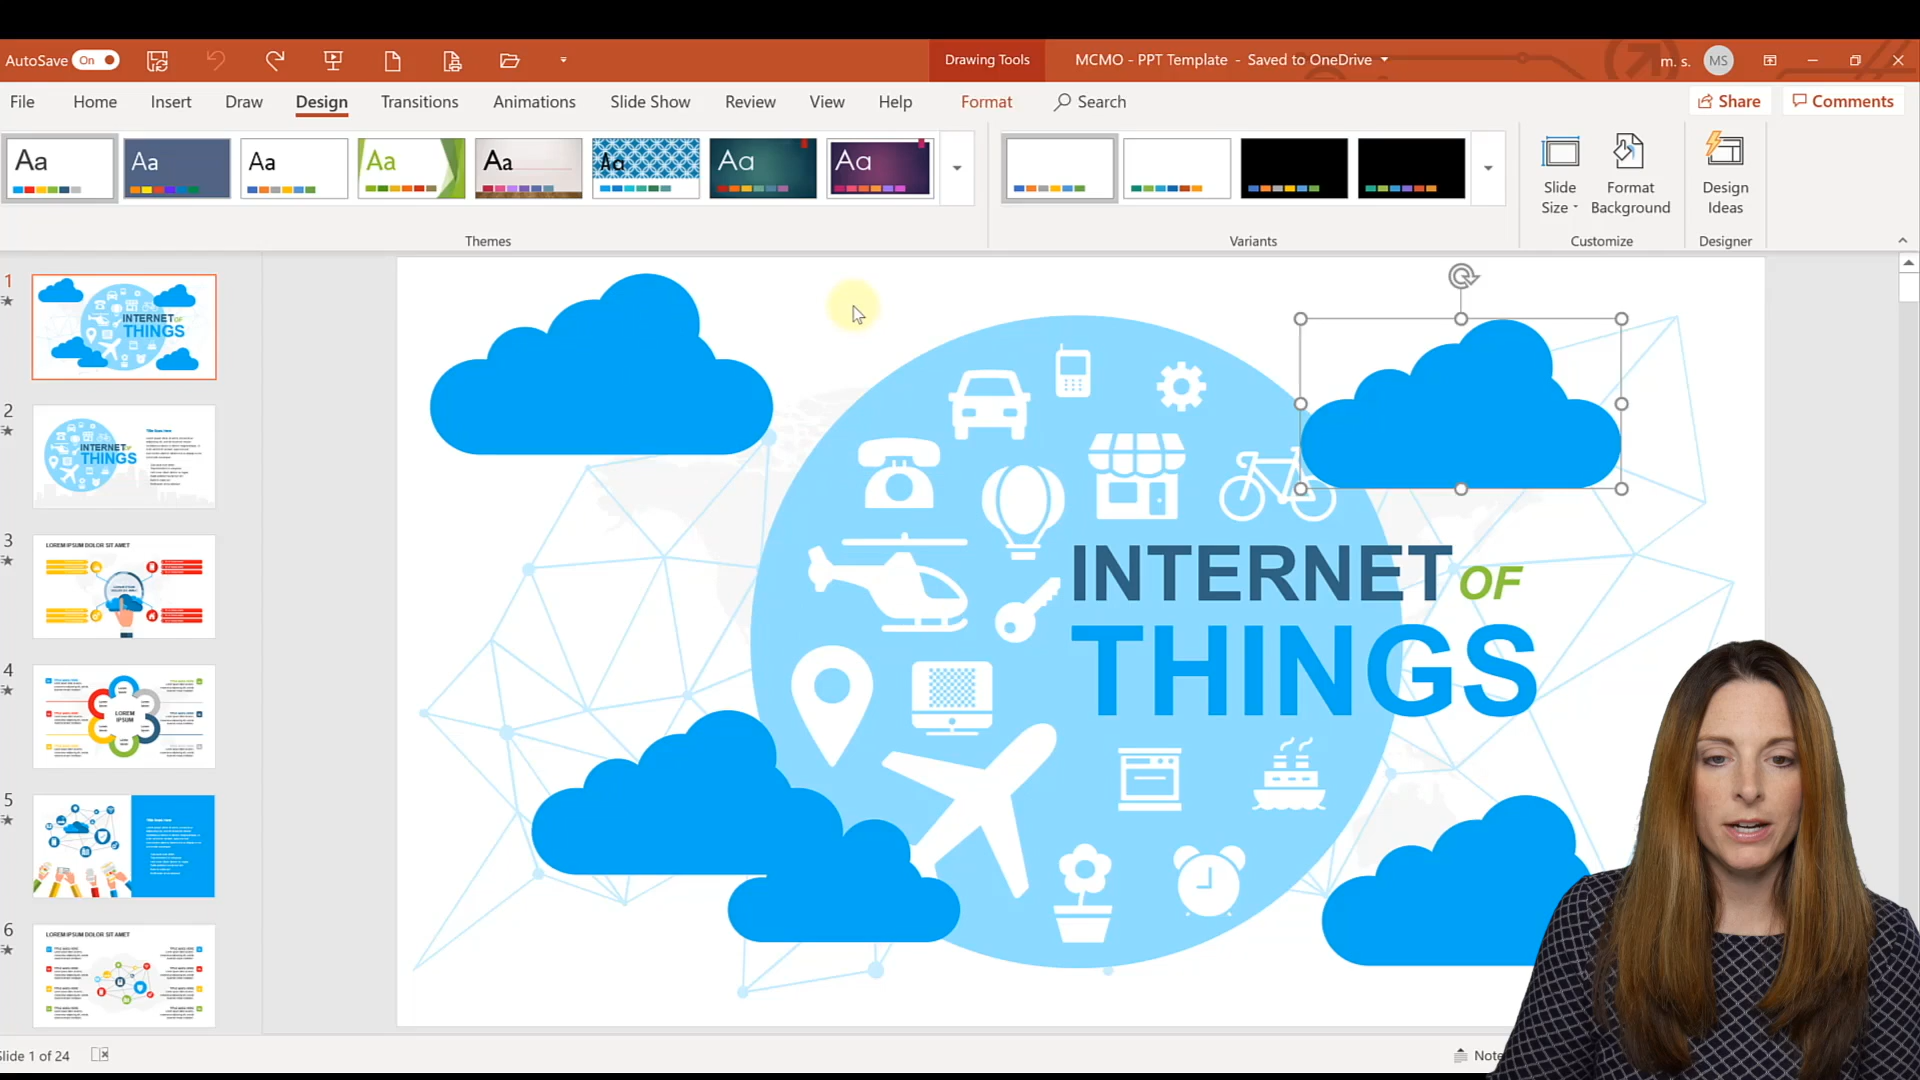 AutoSave On
Drawing Tools
MCMO - PPT Template - Saved to OneDrive
m. s. MS
File Home Insert Draw Design Transitions Animations Slide Show Review View Help Format Search
Share Comments
Aa Aa Aa Aa Aa Aa Aa Aa
Slide Size
Format Background
Design Ideas
Themes
Variants
Customize
Designer
1
INTERNET OF
THINGS
2
INTERNET OF
THINGS
3
LOREM IPSUM DOLOR SIT AMET
4
LOREM
IPSUM
5
6
LOREM IPSUM DOLOR SIT AMET
INTERNET OF
THINGS
Slide 1 of 24
Note